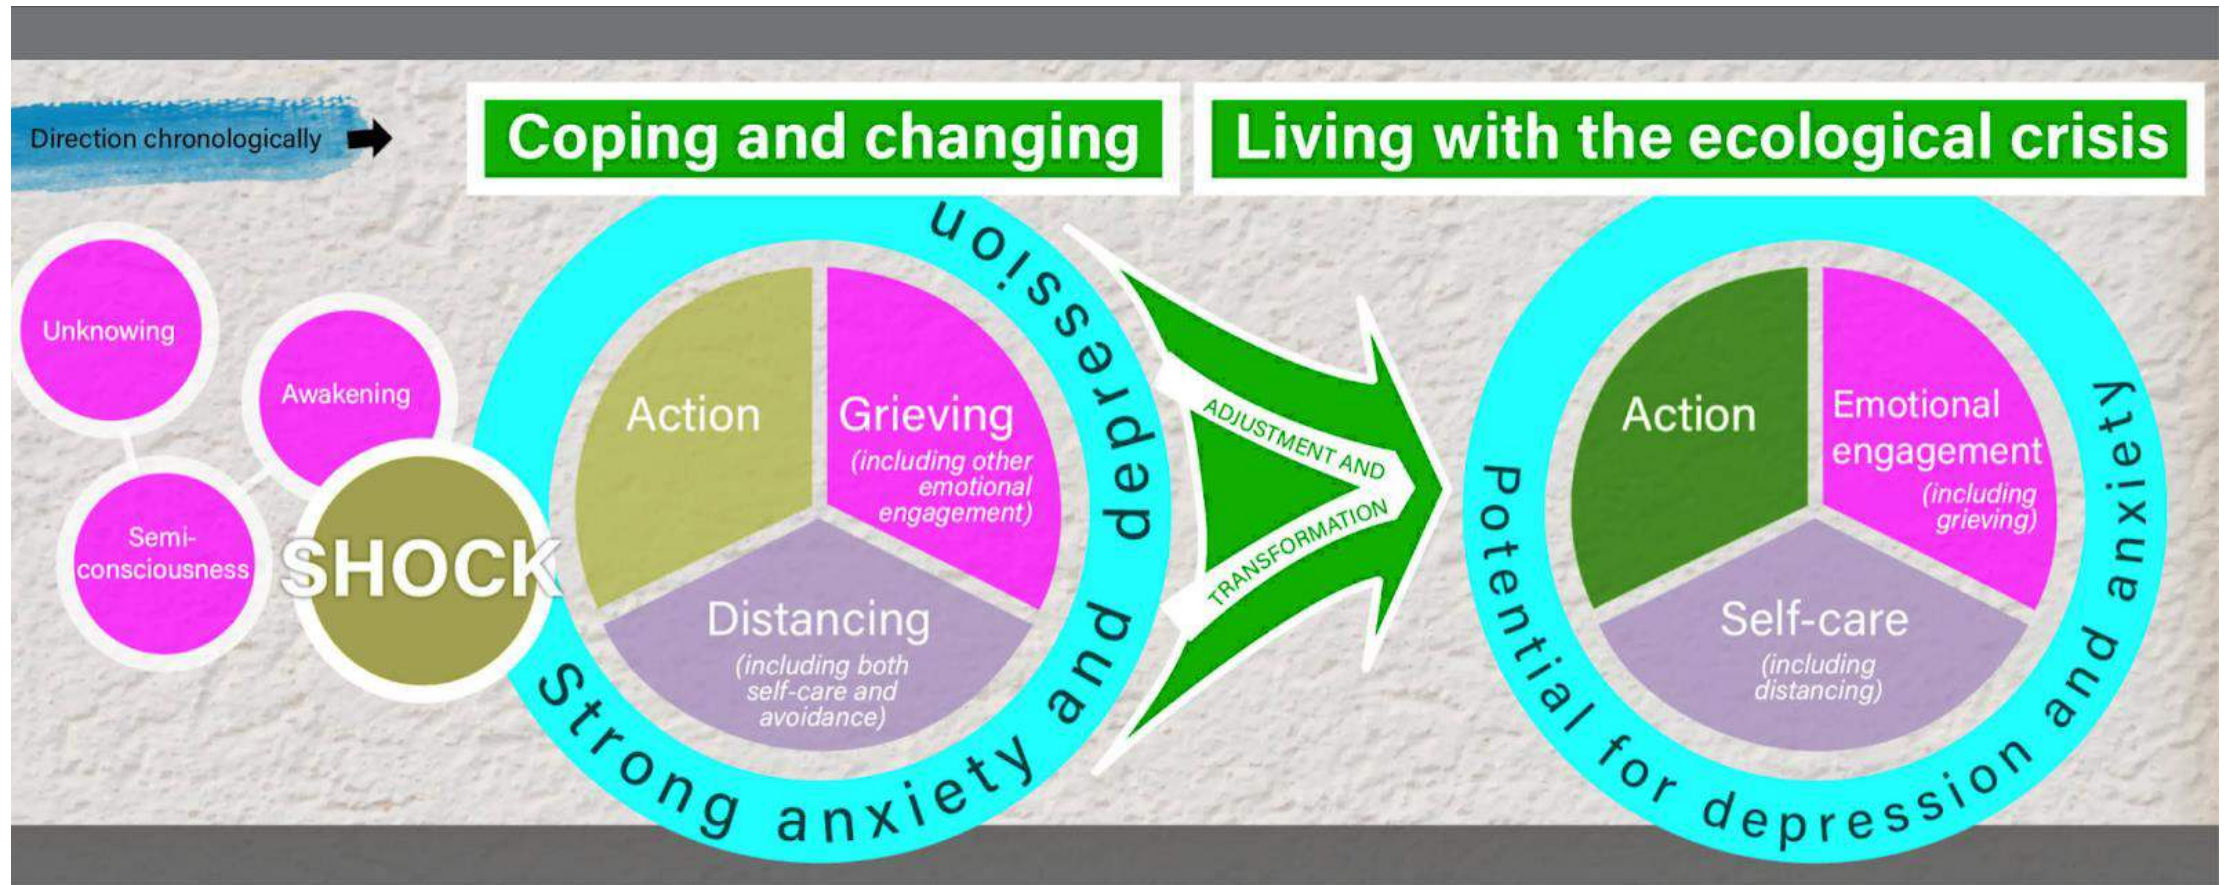 Direction chronologically
Coping and changing
Living with the ecological crisis
Unknowing
Semi-
consciousness
Awakening
SHOCK
Strong anxiety and depression
Action
Grieving
(including other
emotional
engagement)
Distancing
(including both
self-care and
avoidance)
ADJUSTMENT AND
TRANSFORMATION
Potential for depression and anxiety
Action
Emotional
engagement
(including
grieving)
Self-care
(including
distancing)